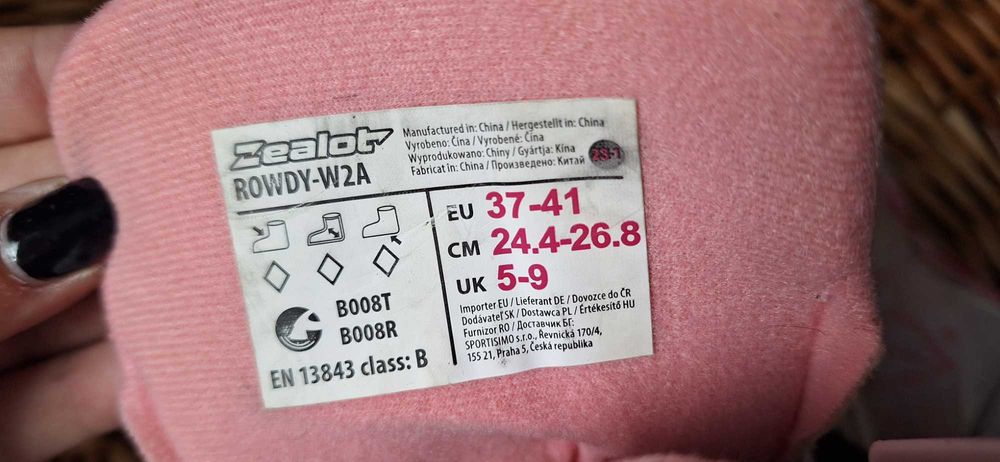 Zealot
ROWDY-W2A
Manufactured in: China / Hergestellt in: China
Vyrobeno: Čína / Vyrobené: Čína
Wyprodukowano: Chiny / Gyártja: Kína
Fabricat in: China / Произведено: Китай
23-1
B008T
B008R
EN 13843 class: B
EU 37-41
CM 24.4-26.8
UK 5-9
Importer EU / Lieferant DE / Dovozce do ČR
Dodávateľ SK / Dostawca PL / Értékesítő HU
Furnizor RO / Доставчик БГ:
SPORTISIMO s.r.o., Řevnická 170/4,
155 21, Praha 5, Česká republika